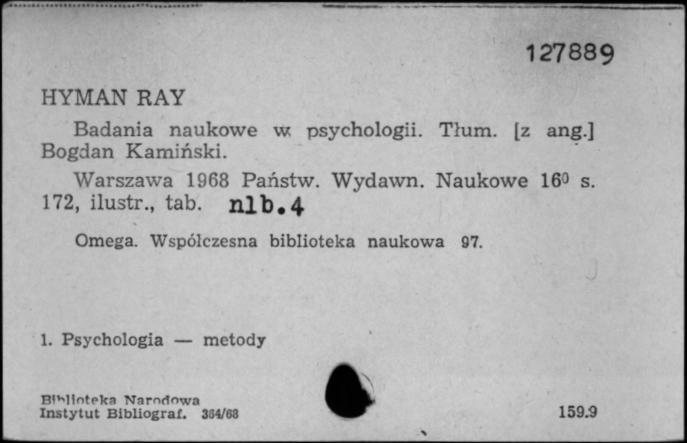 127889
HYMAN RAY
Badania naukowe w psychologii. Tłum. [z ang.]
Bogdan Kamiński.
Warszawa 1968 Państw. Wydawn. Naukowe 16⁰ s.
172, ilustr., tab. nlb.4
Omega. Współczesna biblioteka naukowa 97.
1. Psychologia — metody
Biblioteka Narodowa
Instytut Bibliograf. 364/68
159.9